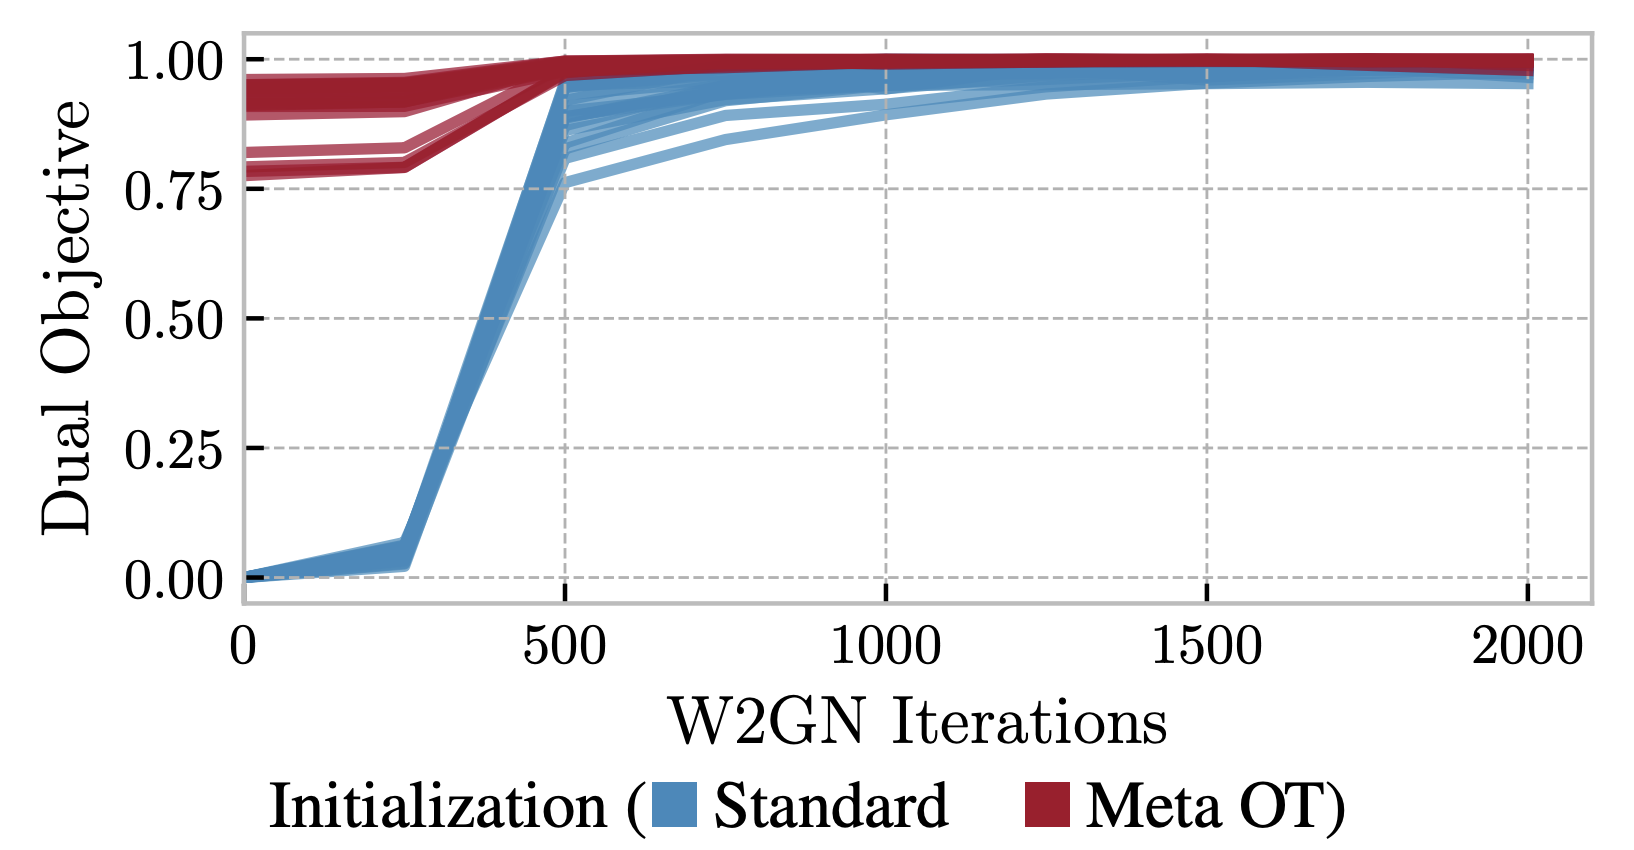 1.00
0.75
0.50
0.25
0.00
Dual Objective
0 500 1000 1500 2000
W2GN Iterations
Initialization ( Standard Meta OT)